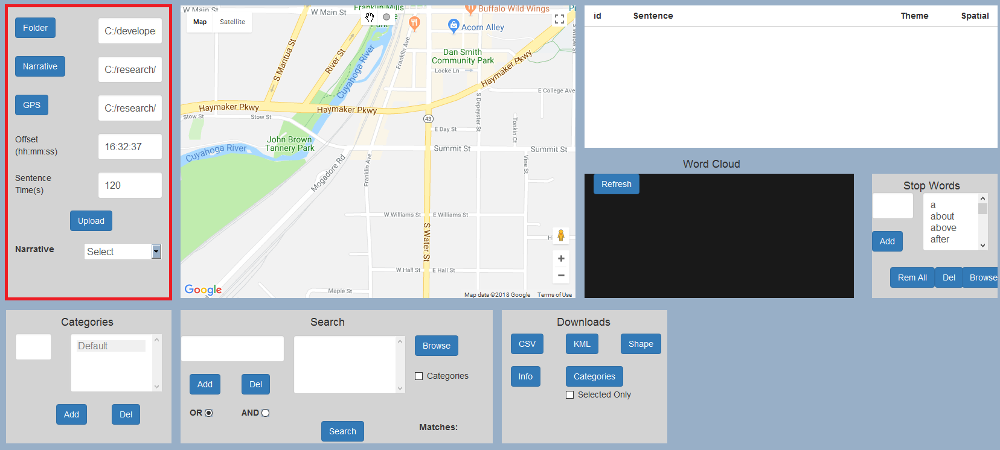 Folder
C:/develope
Narrative
C:/research/
GPS
C:/research/
Offset
(hh:mm:ss)
16:32:37
Sentence
Time(s)
120
Upload
Narrative
Select
Map
Satellite
W Main St
W Main St
Franklin Mills
Park
Buffalo Wild Wings
Acorn Alley
Dan Smith
Community Park
Locke Ln
Haymaker Pkwy
S Mantua St
River St
Cuyahoga River
Franklin Ave
E College Ave
S Depeyster St
Haymaker Pkwy
Haymaker Pkwy
Stow St
Stow St
43
E Day St
Tonkin Ct
John Brown
Tannery Park
Cuyahoga River
Summit St
Summit St
Mogadore Rd
Franklin Ave
Vine St
S Willow St
W Williams St
E Williams St
S Water St
W Hall St
E Hall St
Maple St
Google
Map data ©2018 Google
Terms of Use
id
Sentence
Theme
Spatial
Word Cloud
Refresh
Stop Words
a
about
above
after
Add
Rem All
Del
Browse
Categories
Default
Add
Del
Search
Browse
Categories
Add
Del
OR
AND
Search
Matches:
Downloads
CSV
KML
Shape
Info
Categories
Selected Only